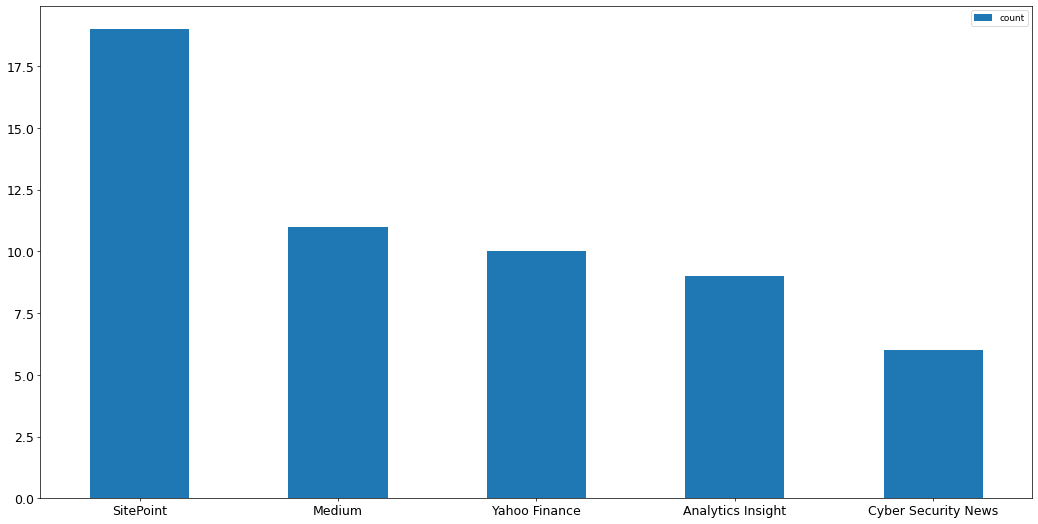 count
17.5
15.0
12.5
10.0
7.5
5.0
2.5
0.0
SitePoint
Medium
Yahoo Finance
Analytics Insight
Cyber Security News